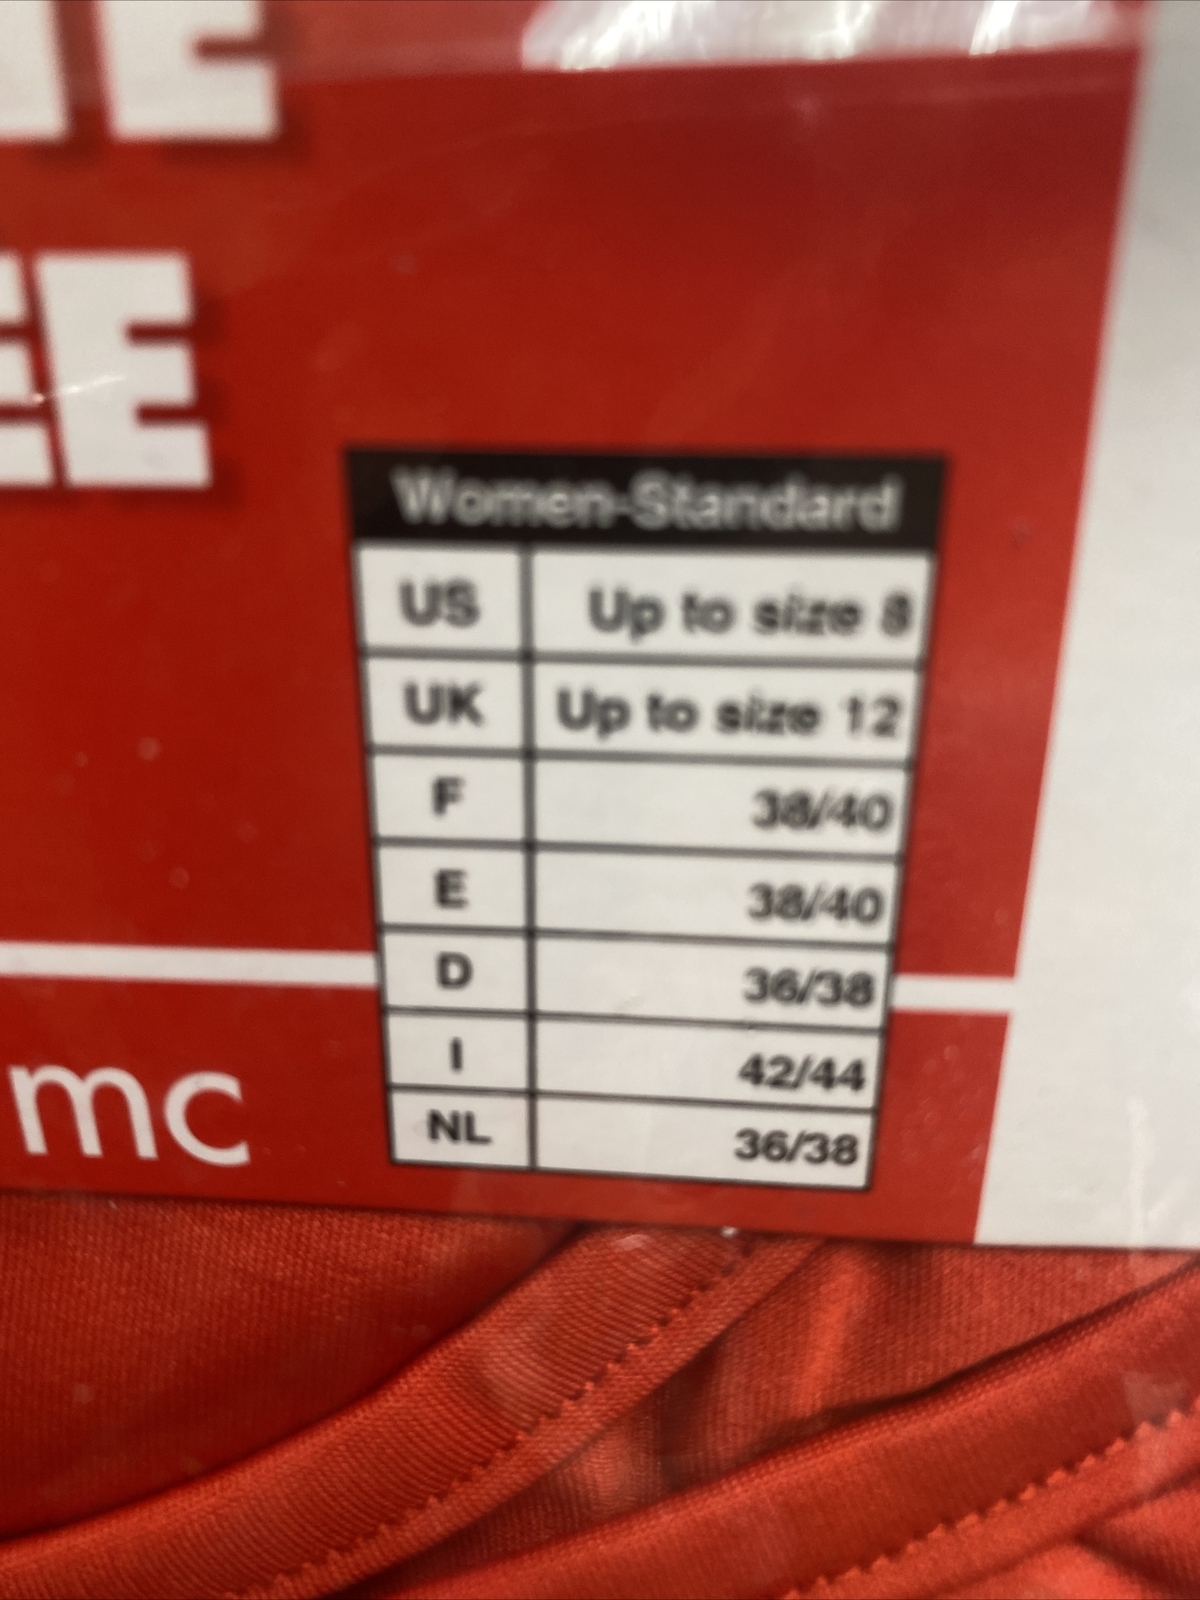 E
EE
Women-Standard
US Up to size 8
UK Up to size 12
F 38/40
E 38/40
D 36/38
I 42/44
NL 36/38
mc